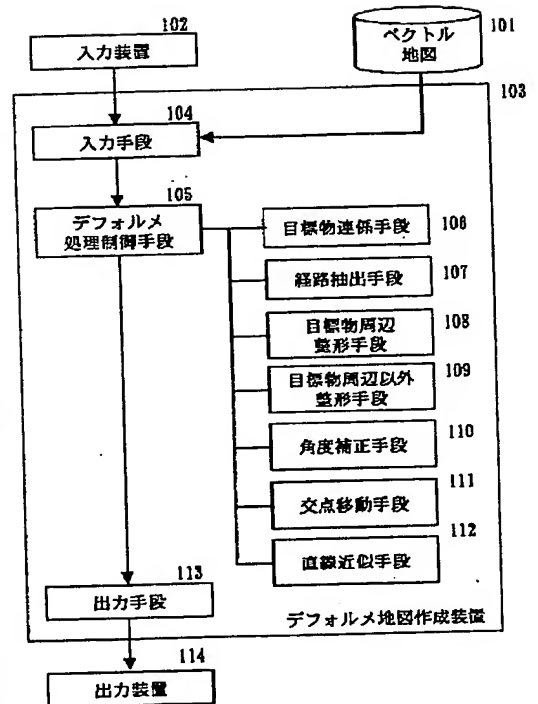 102
入力装置
ベクトル
地図
101
103
104
入力手段
105
デフォルメ
処理制御手段
目標物連係手段
106
経路抽出手段
107
目標物周辺
整形手段
108
目標物周辺以外
整形手段
109
角度補正手段
110
交点移動手段
111
直線近似手段
112
113
出力手段
デフォルメ地図作成装置
114
出力装置